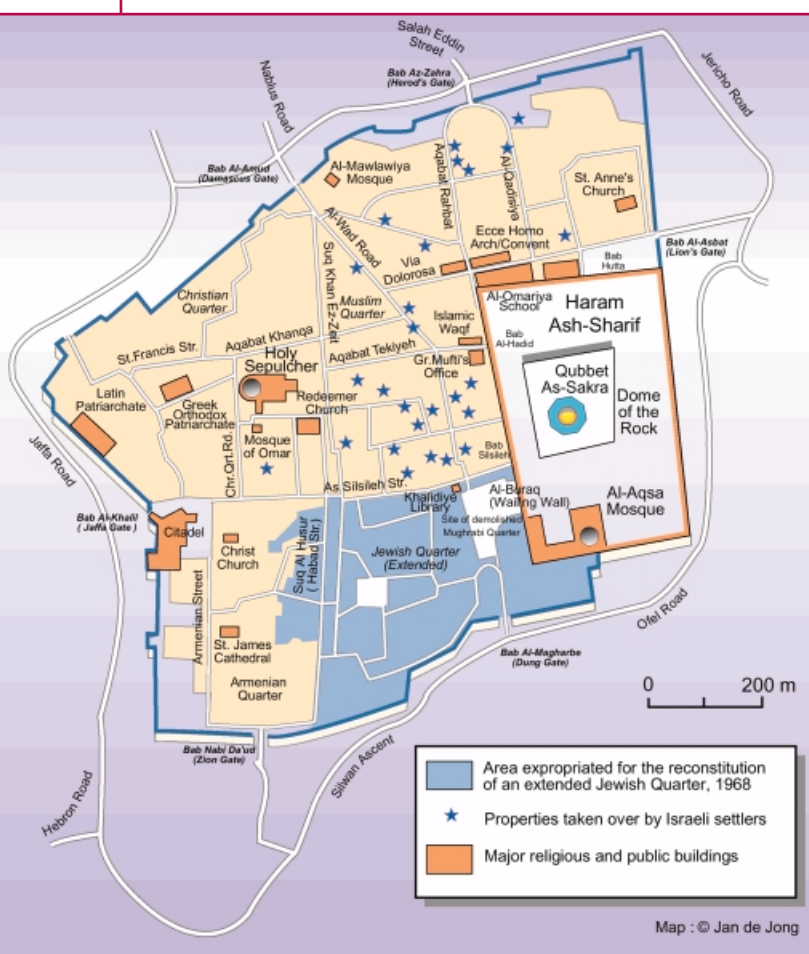 Salah Eddin
Street
Bab Az-Zahra
(Herod's Gate)
Jericho Road
Nablus Road
Bab Al-Amud
(Damascus Gate)
Al-Mawlawiya
Mosque
Aqabat Rahbat
Al-Qadisiya
St. Anne's
Church
Al-Wad Road
Ecce Homo
Arch/Convent
Bab Al-Asbat
(Lion's Gate)
Bab
Hutta
Via
Dolorosa
Suq Khan Ez-Zeit
Christian
Quarter
Muslim
Quarter
Al-Omariya
School
Haram
Ash-Sharif
Islamic
Waqf
Bab
Al-Hadid
St.Francis Str.
Aqabat Khanqa
Aqabat Tekiyeh
Gr.Mufti's
Office
Holy
Sepulcher
Qubbet
As-Sakra
Dome
of the
Rock
Latin
Patriarchate
Greek
Orthodox
Patriarchate
Redeemer
Church
Chr.Qrt.Rd.
Mosque
of Omar
Bab
Silsileh
Jaffa Road
As Silsileh Str.
Khalidiye
Library
Al-Buraq
(Wailing Wall)
Al-Aqsa
Mosque
Bab Al-Khalil
( Jaffa Gate )
Citadel
Site of demolished
Mughrabi Quarter
Christ
Church
Suq Al Husur
( Habad Str.)
Jewish Quarter
(Extended)
Armenian Street
St. James
Cathedral
Ofel Road
Bab Al-Magharbe
(Dung Gate)
Armenian
Quarter
0 200 m
Bab Nabi Da'ud
(Zion Gate)
Silwan Ascent
Hebron Road
Area expropriated for the reconstitution
of an extended Jewish Quarter, 1968
Properties taken over by Israeli settlers
Major religious and public buildings
Map : © Jan de Jong